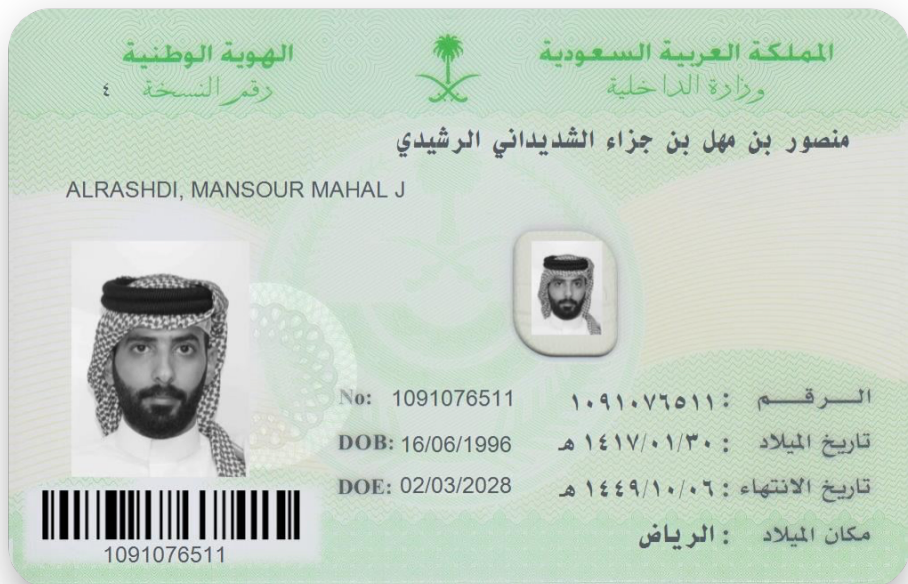 المملكة العربية السعودية
وزارة الداخلية
الهوية الوطنية
رقم النسخة ٤
منصور بن مهل بن جزاء الشديداني الرشيدي
ALRASHDI, MANSOUR MAHAL J
الـــرقـــم : ١٠٩١٠٧٦٥١١ No: 1091076511
تاريخ الميلاد : ١٤١٧/٠١/٣٠ هـ DOB: 16/06/1996
تاريخ الانتهاء : ١٤٤٩/١٠/٠٦ هـ DOE: 02/03/2028
مكان الميلاد : الرياض
1091076511